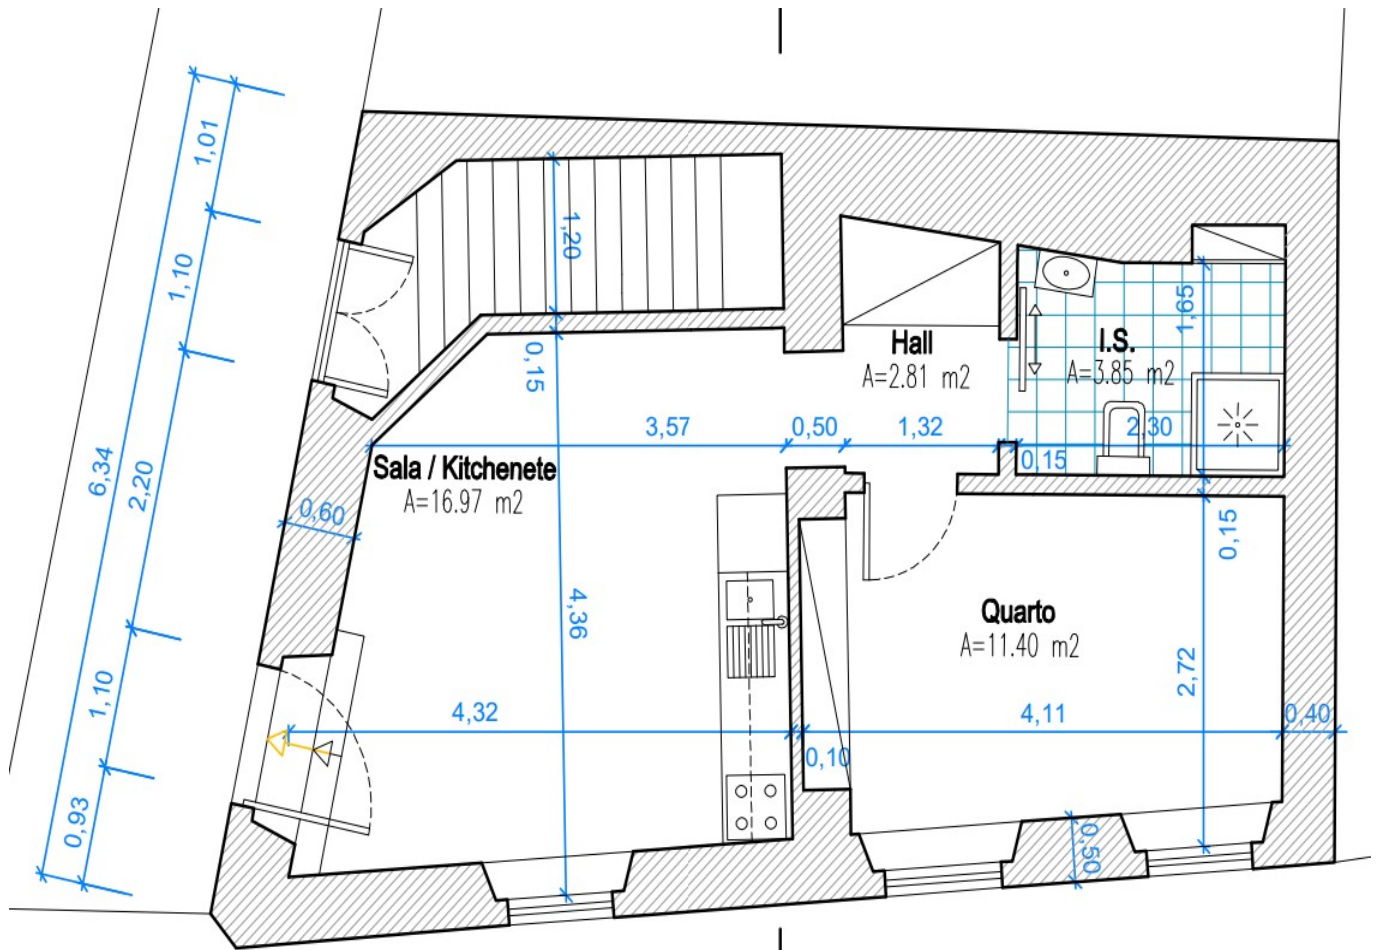 1,01
1,10
6,34
2,20
1,10
0,93
0,60
1,20
0,15
3,57
0,50
1,32
Hall
A=2.81 m2
I.S.
A=3.85 m2
1,65
2,30
0,15
Sala / Kitchenete
A=16.97 m2
0,15
4,36
Quarto
A=11.40 m2
2,72
4,32
4,11
0,40
0,10
0,50